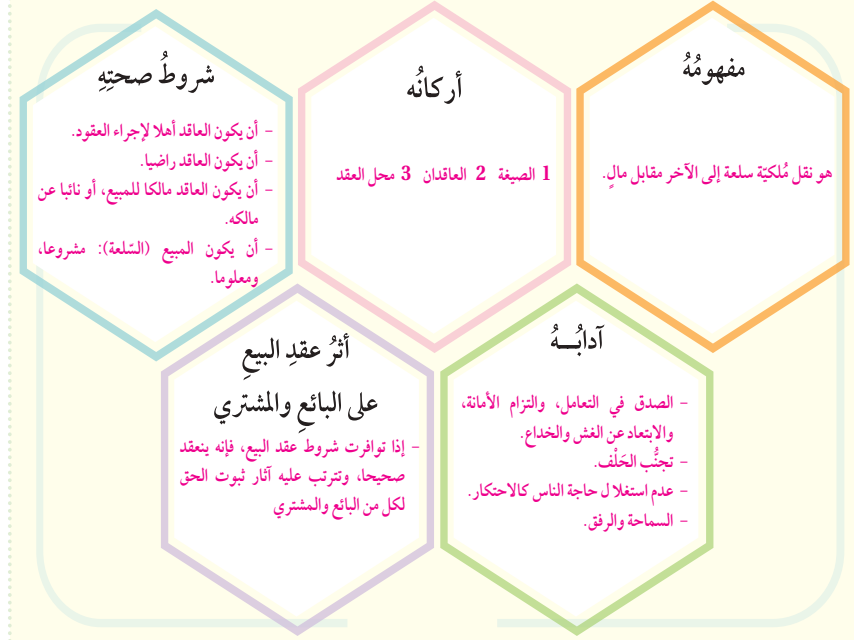 مفهومُهُ
هو نقل مُلكيّة سلعة إلى الآخر مقابل مالٍ.
أركانُه
1 الصيغة 2 العاقدان 3 محل العقد
شروطُ صحتِهِ
- أن يكون العاقد أهلا لإجراء العقود.
- أن يكون العاقد راضيا.
- أن يكون العاقد مالكا للمبيع، أو نائبا عن
مالكه.
- أن يكون المبيع (السّلعة): مشروعا،
ومعلوما.
آدابُـــهُ
- الصدق في التعامل، والتزام الأمانة،
والابتعاد عن الغش والخداع.
- تجنُّب الحَلْف.
- عدم استغلال حاجة الناس كالاحتكار.
- السماحة والرفق.
أثرُ عقدِ البيعِ
على البائعِ والمشتري
- إذا توافرت شروط عقد البيع، فإنه ينعقد
صحيحا، وتترتب عليه آثار ثبوت الحق
لكل من البائع والمشتري